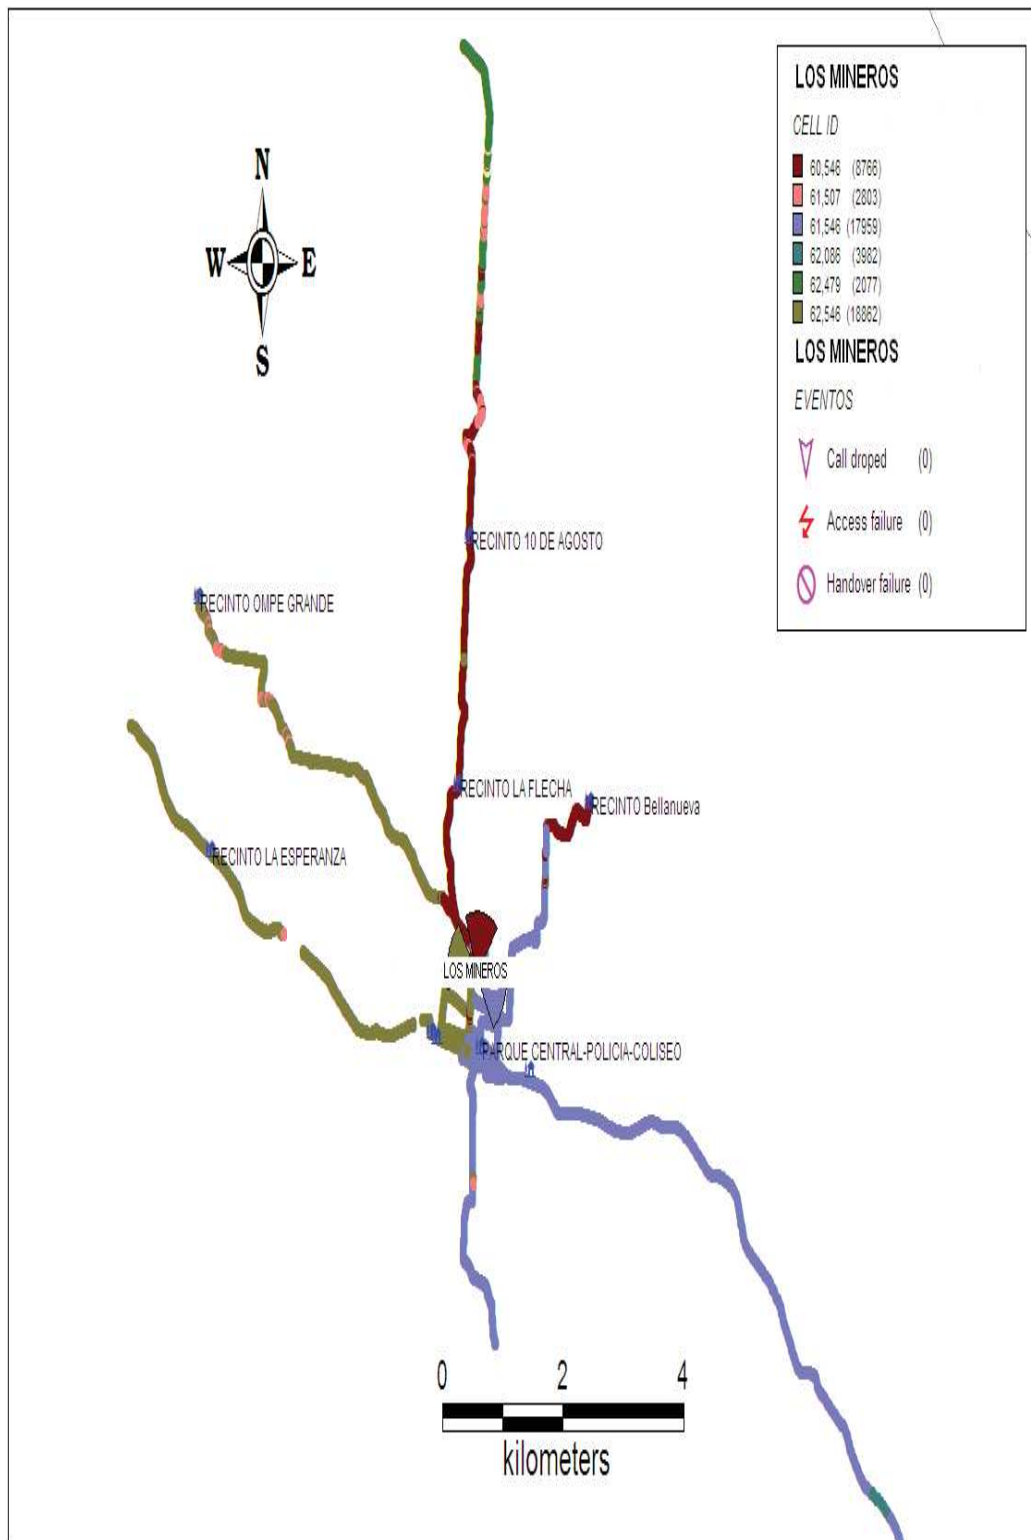 LOS MINEROS
CELL ID
60,546 (8766)
61,507 (2803)
61,546 (17959)
62,086 (3982)
62,479 (2077)
62,546 (18862)
LOS MINEROS
EVENTOS
Call droped (0)
Access failure (0)
Handover failure (0)
N
W E
S
RECINTO 10 DE AGOSTO
RECINTO OMPE GRANDE
RECINTO LA FLECHA
RECINTO Bellanueva
RECINTO LA ESPERANZA
LOS MINEROS
PARQUE CENTRAL-POLICIA-COLISEO
0 2 4
kilometers